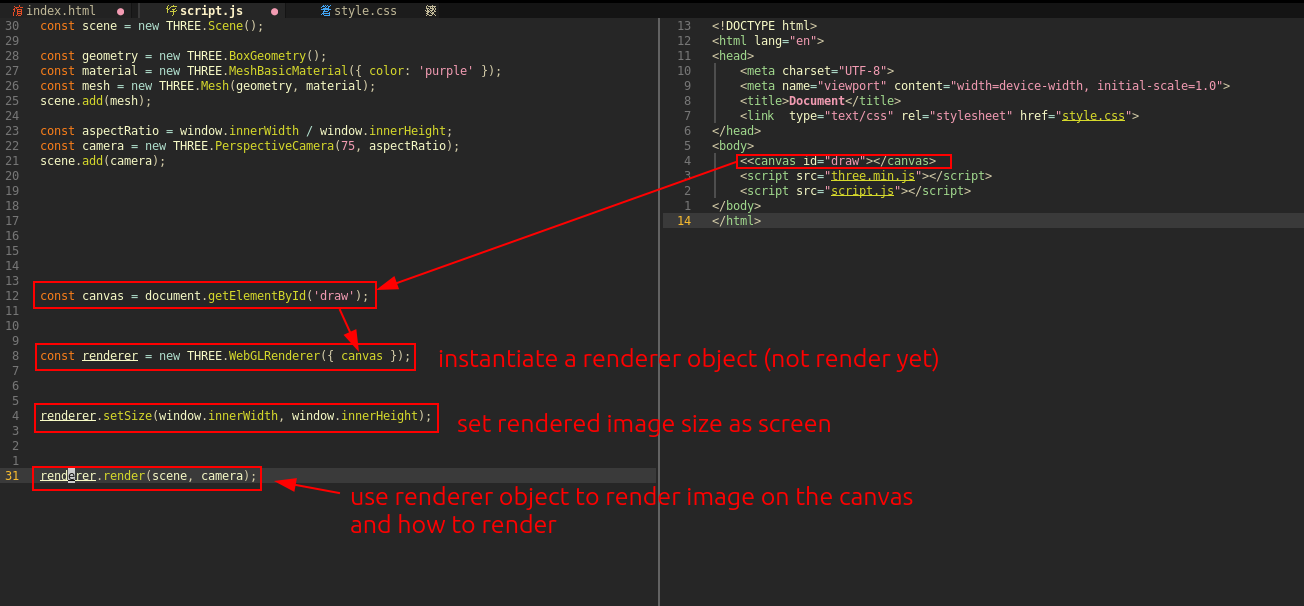 index.html
script.js
style.css
30 const scene = new THREE.Scene();
29
28 const geometry = new THREE.BoxGeometry();
27 const material = new THREE.MeshBasicMaterial({ color: 'purple' });
26 const mesh = new THREE.Mesh(geometry, material);
25 scene.add(mesh);
24
23 const aspectRatio = window.innerWidth / window.innerHeight;
22 const camera = new THREE.PerspectiveCamera(75, aspectRatio);
21 scene.add(camera);
20
19
18
17
16
15
14
13
12 const canvas = document.getElementById('draw');
11
10
9
8 const renderer = new THREE.WebGLRenderer({ canvas });
instantiate a renderer object (not render yet)
7
6
5
4 renderer.setSize(window.innerWidth, window.innerHeight);
set rendered image size as screen
3
2
1
31 renderer.render(scene, camera);
use renderer object to render image on the canvas
and how to render
13 <!DOCTYPE html>
12 <html lang="en">
11 <head>
10 <meta charset="UTF-8">
9 <meta name="viewport" content="width=device-width, initial-scale=1.0">
8 <title>Document</title>
7 <link  type="text/css" rel="stylesheet" href="style.css">
6 </head>
5 <body>
4 <<canvas id="draw"></canvas>
3 <script src="three.min.js"></script>
2 <script src="script.js"></script>
1 </body>
14 </html>